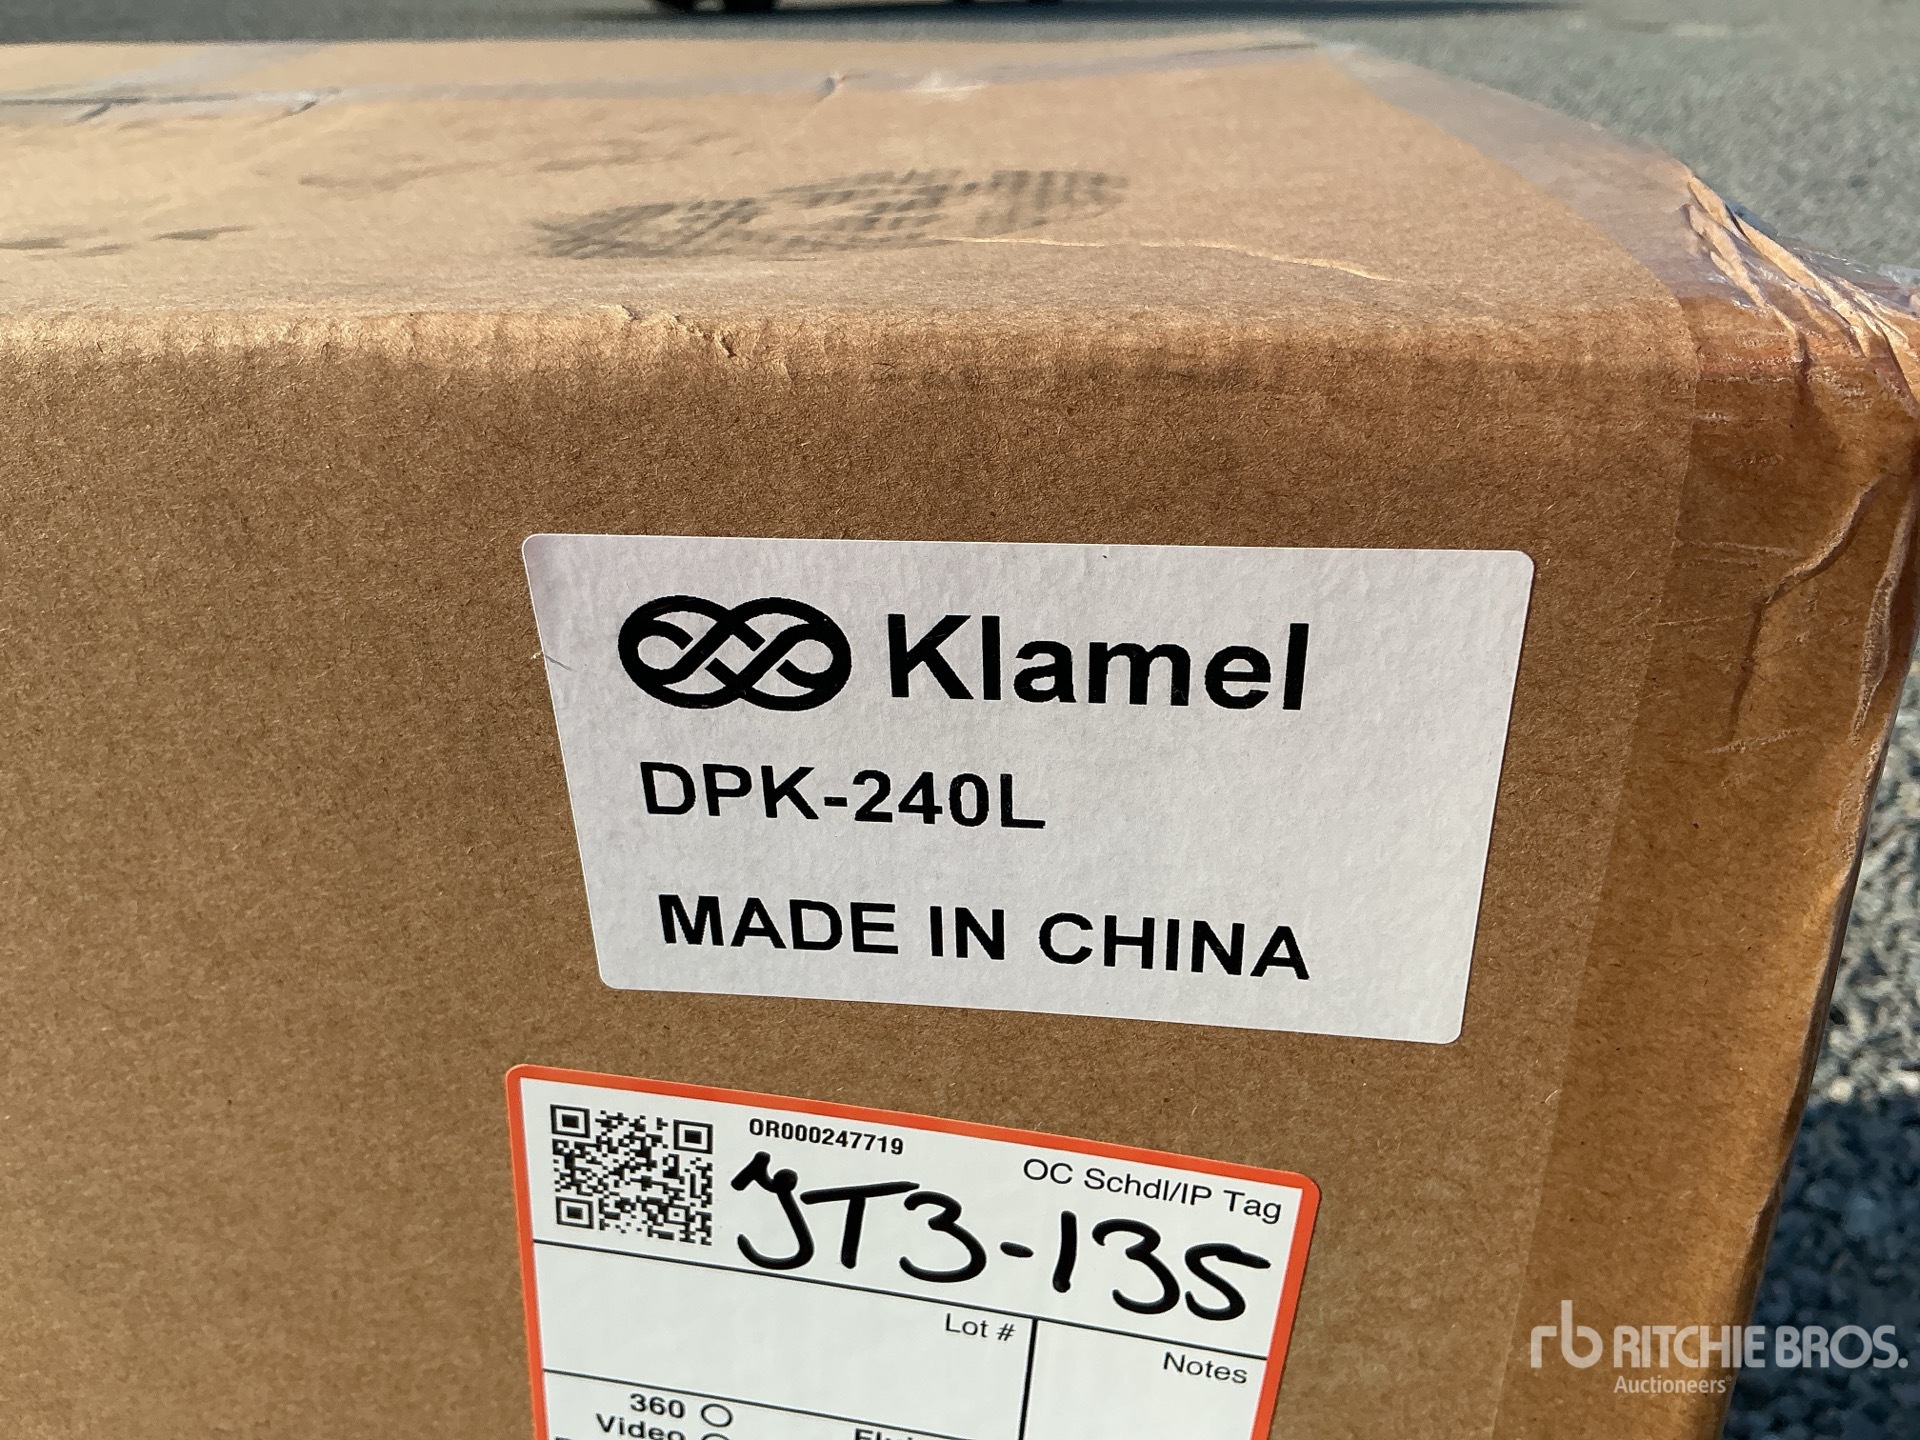 Klamel
DPK-240L
MADE IN CHINA
OR000247719
OC Schdl/IP Tag
JT3-135
Lot #
Notes
360
Video
rb RITCHIE BROS.
Auctioneers